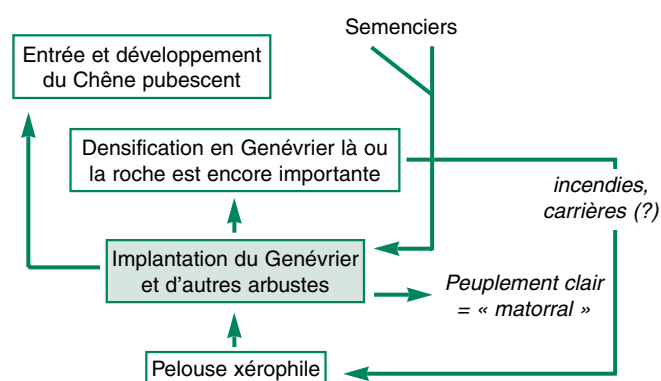 Semenciers
Entrée et développement
du Chêne pubescent
Densification en Genévrier là ou
la roche est encore importante
incendies,
carrières (?)
Implantation du Genévrier
et d'autres arbustes
Peuplement clair
= « matorral »
Pelouse xérophile